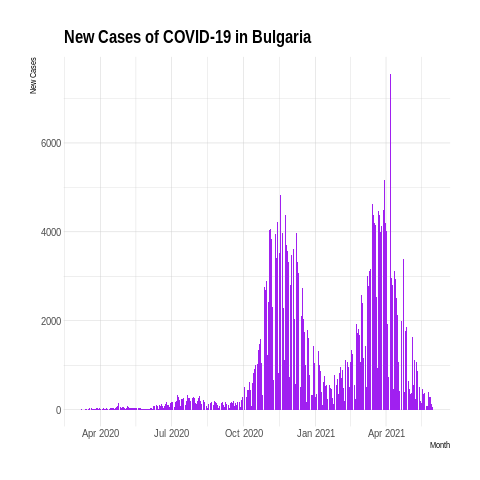 New Cases of COVID-19 in Bulgaria
New Cases
6000
4000
2000
0
Apr 2020 Jul 2020 Oct 2020 Jan 2021 Apr 2021
Month